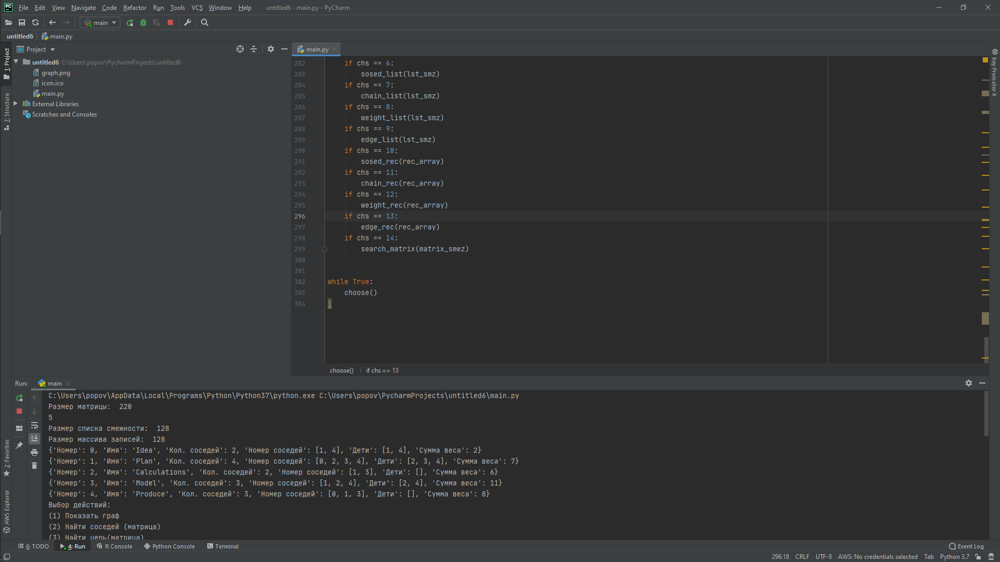 PC File Edit View Navigate Code Refactor Run Tools VCS Window Help untitled6 - main.py - PyCharm
main
untitled6 main.py
1: Project
7: Structure
2: Favorites
AWS Explorer
Project
untitled6 C:\Users\popov\PycharmProjects\untitled6
graph.png
icon.ico
main.py
External Libraries
Scratches and Consoles
main.py
282 if chs == 6:
283 sosed_list(lst_smz)
284 if chs == 7:
285 chain_list(lst_smz)
286 if chs == 8:
287 weight_list(lst_smz)
288 if chs == 9:
289 edge_list(lst_smz)
290 if chs == 10:
291 sosed_rec(rec_array)
292 if chs == 11:
293 chain_rec(rec_array)
294 if chs == 12:
295 weight_rec(rec_array)
296 if chs == 13:
297 edge_rec(rec_array)
298 if chs == 14:
299 search_matrix(matrix_smez)
300
301
302 while True:
303 choose()
304 1
choose() if chs == 13
Key Promoter X
Run: main
C:\Users\popov\AppData\Local\Programs\Python\Python37\python.exe C:\Users\popov\PycharmProjects\untitled6\main.py
Размер матрицы:  220
5
Размер списка смежности:  128
Размер массива записей:  128
{'Номер': 0, 'Имя': 'Idea', 'Кол. соседей': 2, 'Номер соседей': [1, 4], 'Дети': [1, 4], 'Сумма веса': 2}
{'Номер': 1, 'Имя': 'Plan', 'Кол. соседей': 4, 'Номер соседей': [0, 2, 3, 4], 'Дети': [2, 3, 4], 'Сумма веса': 7}
{'Номер': 2, 'Имя': 'Calculations', 'Кол. соседей': 2, 'Номер соседей': [1, 3], 'Дети': [], 'Сумма веса': 6}
{'Номер': 3, 'Имя': 'Model', 'Кол. соседей': 3, 'Номер соседей': [1, 2, 4], 'Дети': [2, 4], 'Сумма веса': 11}
{'Номер': 4, 'Имя': 'Produce', 'Кол. соседей': 3, 'Номер соседей': [0, 1, 3], 'Дети': [], 'Сумма веса': 8}
Выбор действий:
(1) Показать граф
(2) Найти соседей (матрица)
(3) Найти цепь(матрица)
6: TODO 4: Run R Console Python Console Terminal Event Log
296:18 CRLF UTF-8 AWS: No credentials selected Tab Python 3.7